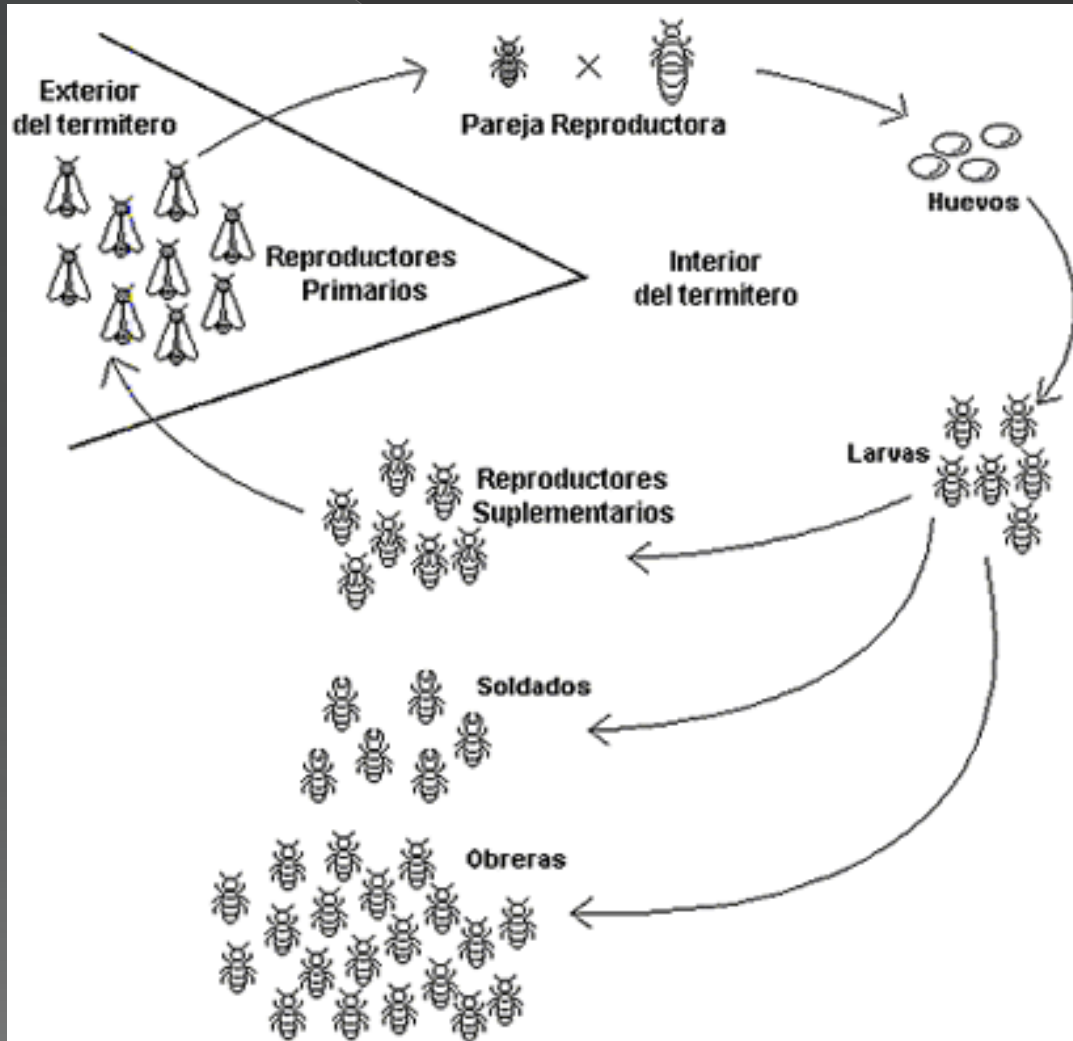 Exterior
del termitero
Pareja Reproductora
Huevos
Reproductores
Primarios
Interior
del termitero
Larvas
Reproductores
Suplementarios
Soldados
Obreras